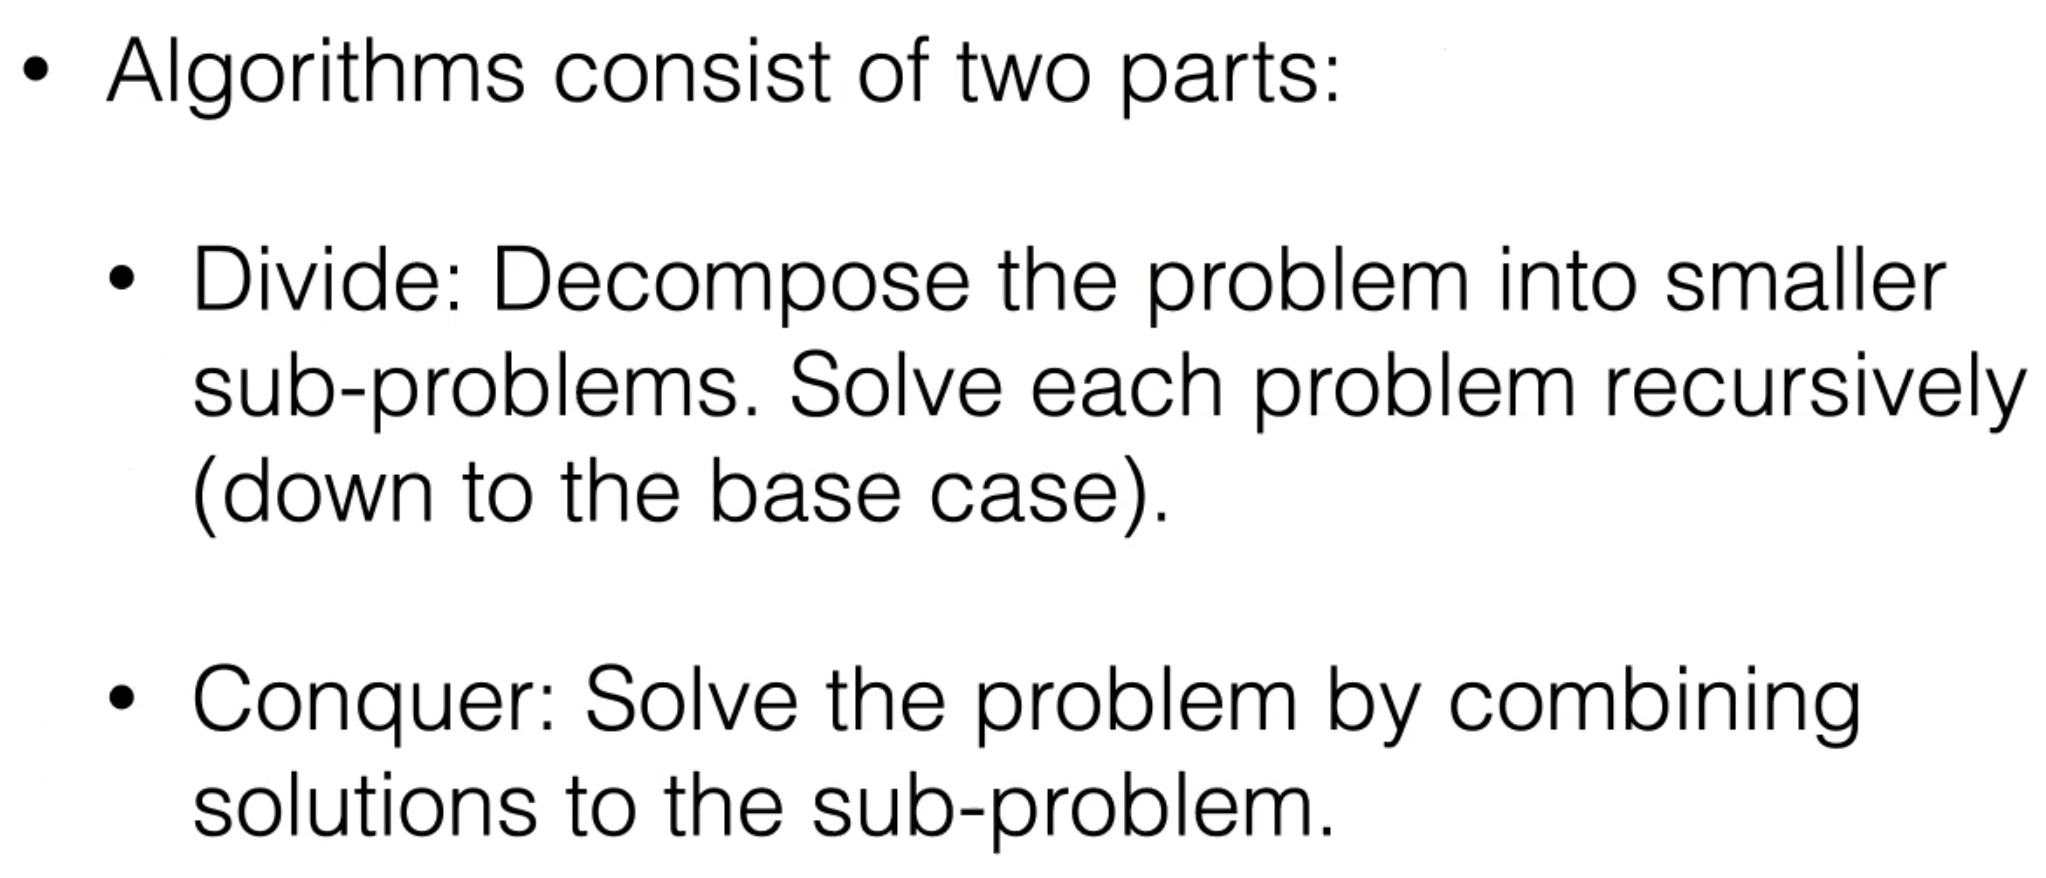 • Algorithms consist of two parts:
• Divide: Decompose the problem into smaller
sub-problems. Solve each problem recursively
(down to the base case).
• Conquer: Solve the problem by combining
solutions to the sub-problem.